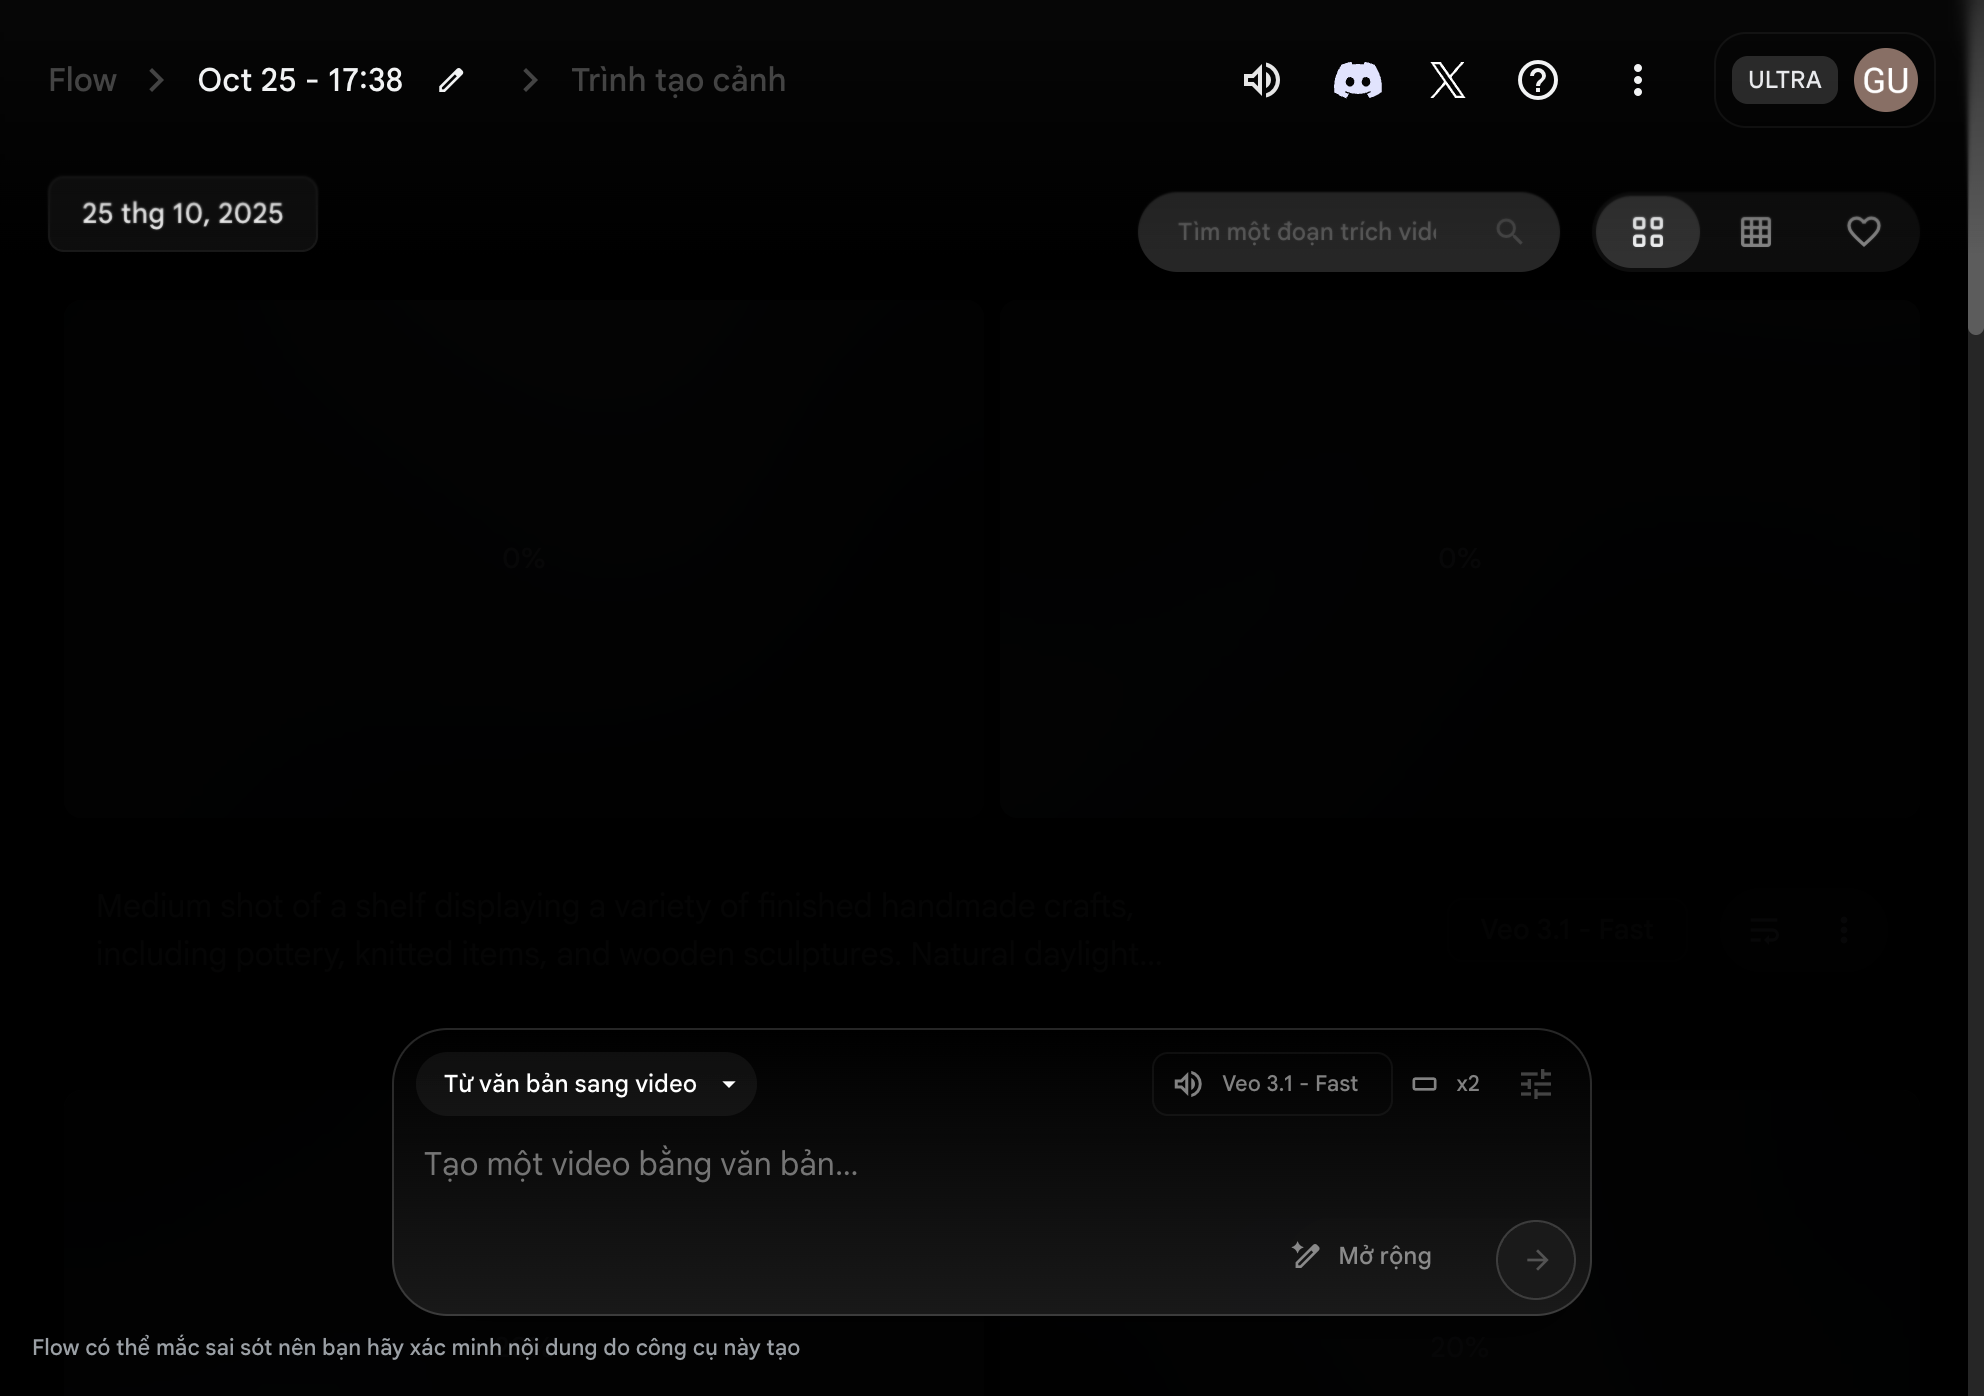 Flow
Oct 25 - 17:38
Trình tạo cảnh
ULTRA
GU
25 thg 10, 2025
Tìm một đoạn trích vide
0%
0%
Medium shot of a shelf displaying a variety of finished handmade crafts,
including pottery, knitted items, and wooden sculptures. Natural daylight...
Veo 3.1 - Fast
Từ văn bản sang video
Veo 3.1 - Fast
x2
Tạo một video bằng văn bản...
Mở rộng
Flow có thể mắc sai sót nên bạn hãy xác minh nội dung do công cụ này tạo
20%